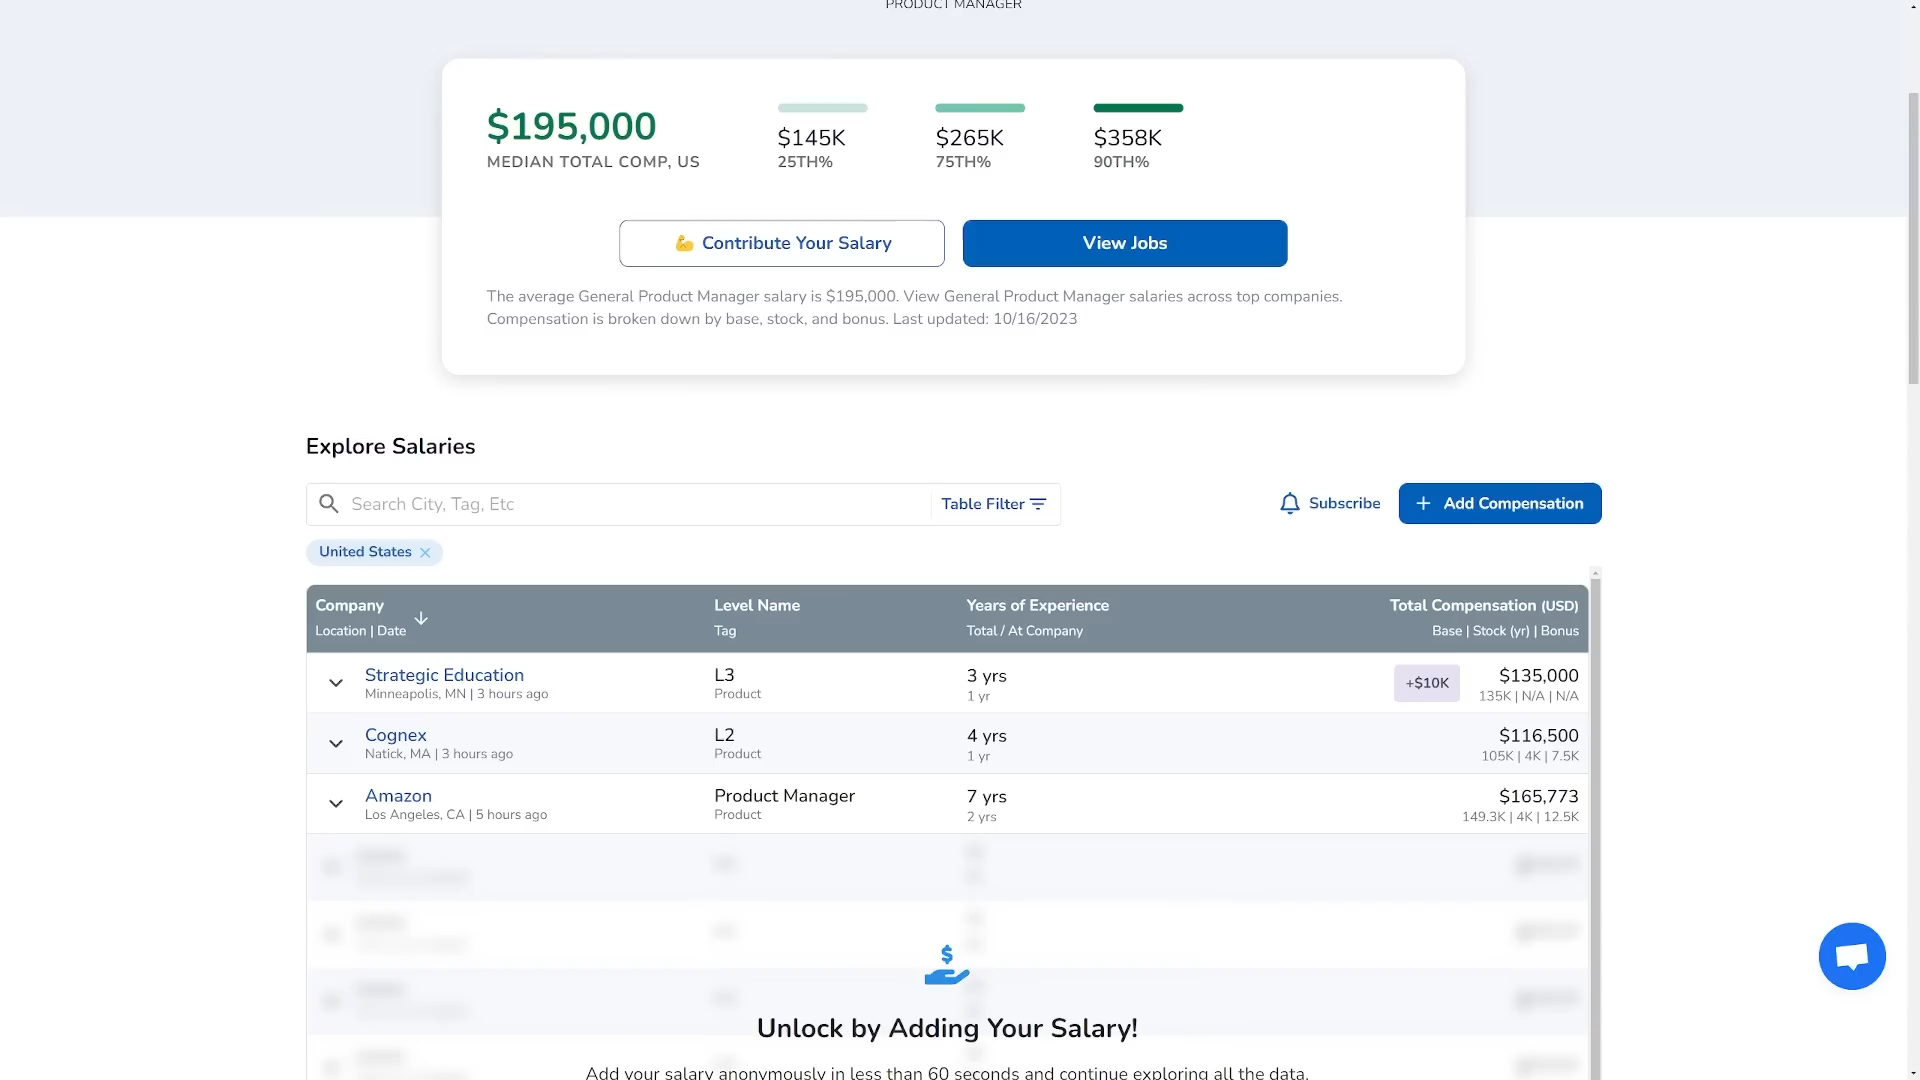 PRODUCT MANAGER
$195,000
MEDIAN TOTAL COMP, US
$145K
25TH%
$265K
75TH%
$358K
90TH%
Contribute Your Salary
View Jobs
The average General Product Manager salary is $195,000. View General Product Manager salaries across top companies.
Compensation is broken down by base, stock, and bonus. Last updated: 10/16/2023
Explore Salaries
Search City, Tag, Etc
Table Filter
Subscribe
+ Add Compensation
United States ×
Company
Location | Date
Level Name
Tag
Years of Experience
Total / At Company
Total Compensation (USD)
Base | Stock (yr) | Bonus
Strategic Education
Minneapolis, MN | 3 hours ago
L3
Product
3 yrs
1 yr
+$10K
$135,000
135K | N/A | N/A
Cognex
Natick, MA | 3 hours ago
L2
Product
4 yrs
1 yr
$116,500
105K | 4K | 7.5K
Amazon
Los Angeles, CA | 5 hours ago
Product Manager
Product
7 yrs
2 yrs
$165,773
149.3K | 4K | 12.5K
Unlock by Adding Your Salary!
Add your salary anonymously in less than 60 seconds and continue exploring all the data.